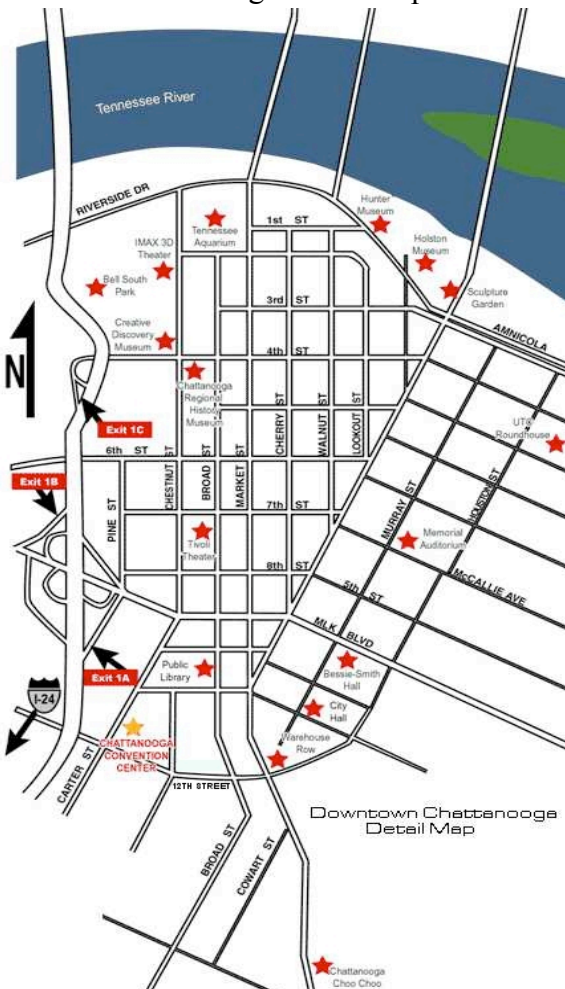 Tennessee River
RIVERSIDE DR
Hunter
Museum
1st ST
Tennessee
Aquarium
IMAX 3D
Theater
Holston
Museum
Bell South
Park
Sculpture
Garden
3rd ST
Creative
Discovery
Museum
AMNICOLA
4th ST
N
Chattanooga
Regional
History
Museum
CHERRY ST
WALNUT ST
LOOKOUT ST
Exit 1C
UTC
Roundhouse
6th ST
CHESTNUT ST
BROAD ST
MARKET ST
Exit 1B
HOUSTON ST
MURRAY ST
PINE ST
7th ST
Tivoli
Theater
Memorial
Auditorium
8th ST
McCALLIE AVE
5th ST
MLK BLVD
Public
Library
Bessie-Smith
Hall
Exit 1A
I-24
City
Hall
CHATTANOOGA
CONVENTION
CENTER
Warehouse
Row
CARTER ST
12TH STREET
Downtown Chattanooga
Detail Map
BROAD ST
COWART ST
Chattanooga
Choo Choo